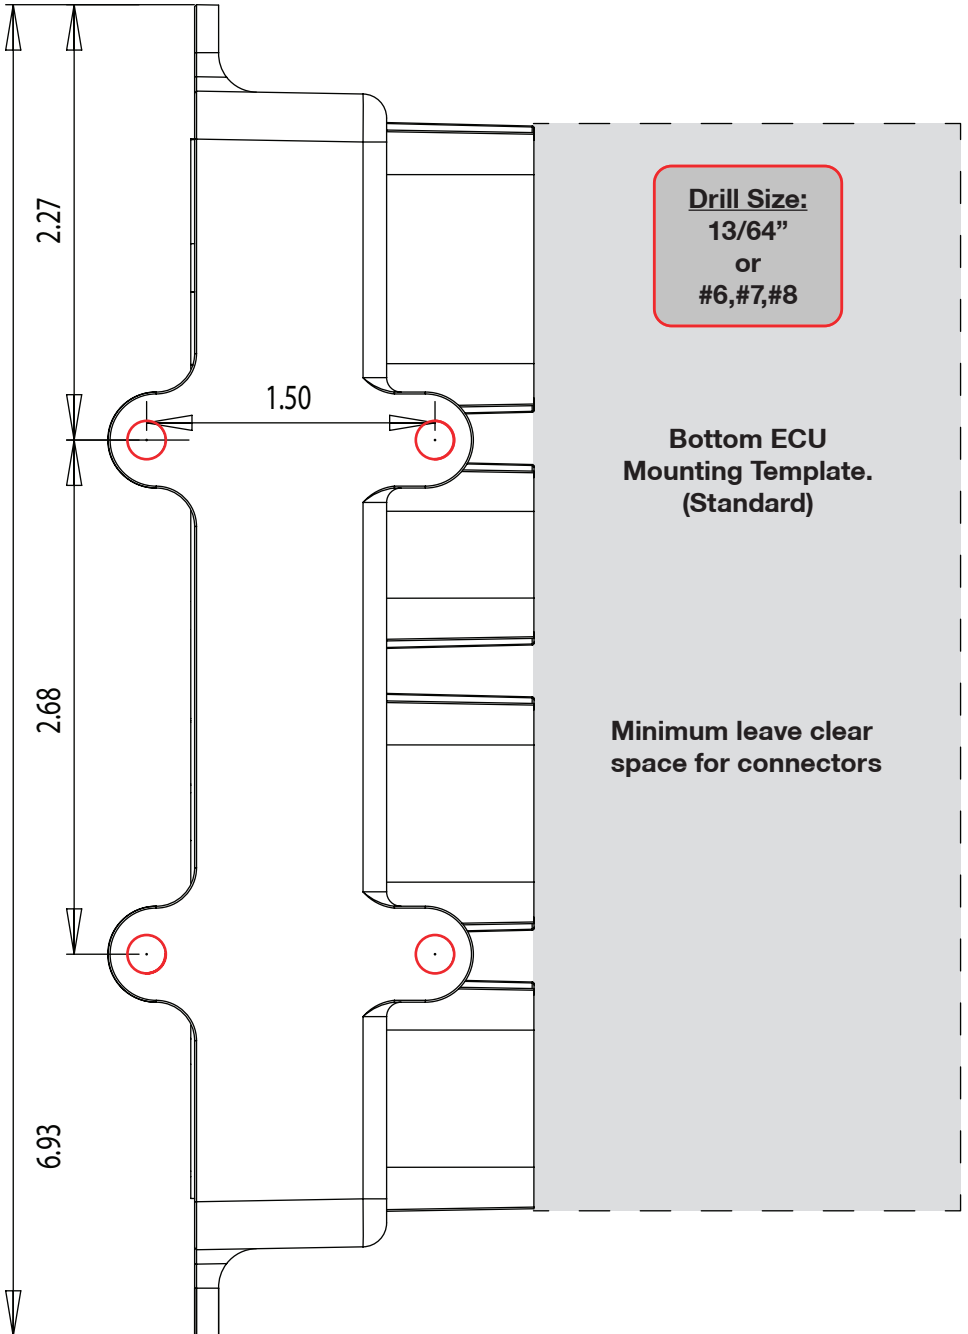 2.27
Drill Size:
13/64”
or
#6,#7,#8
1.50
Bottom ECU
Mounting Template.
(Standard)
2.68
Minimum leave clear
space for connectors
6.93